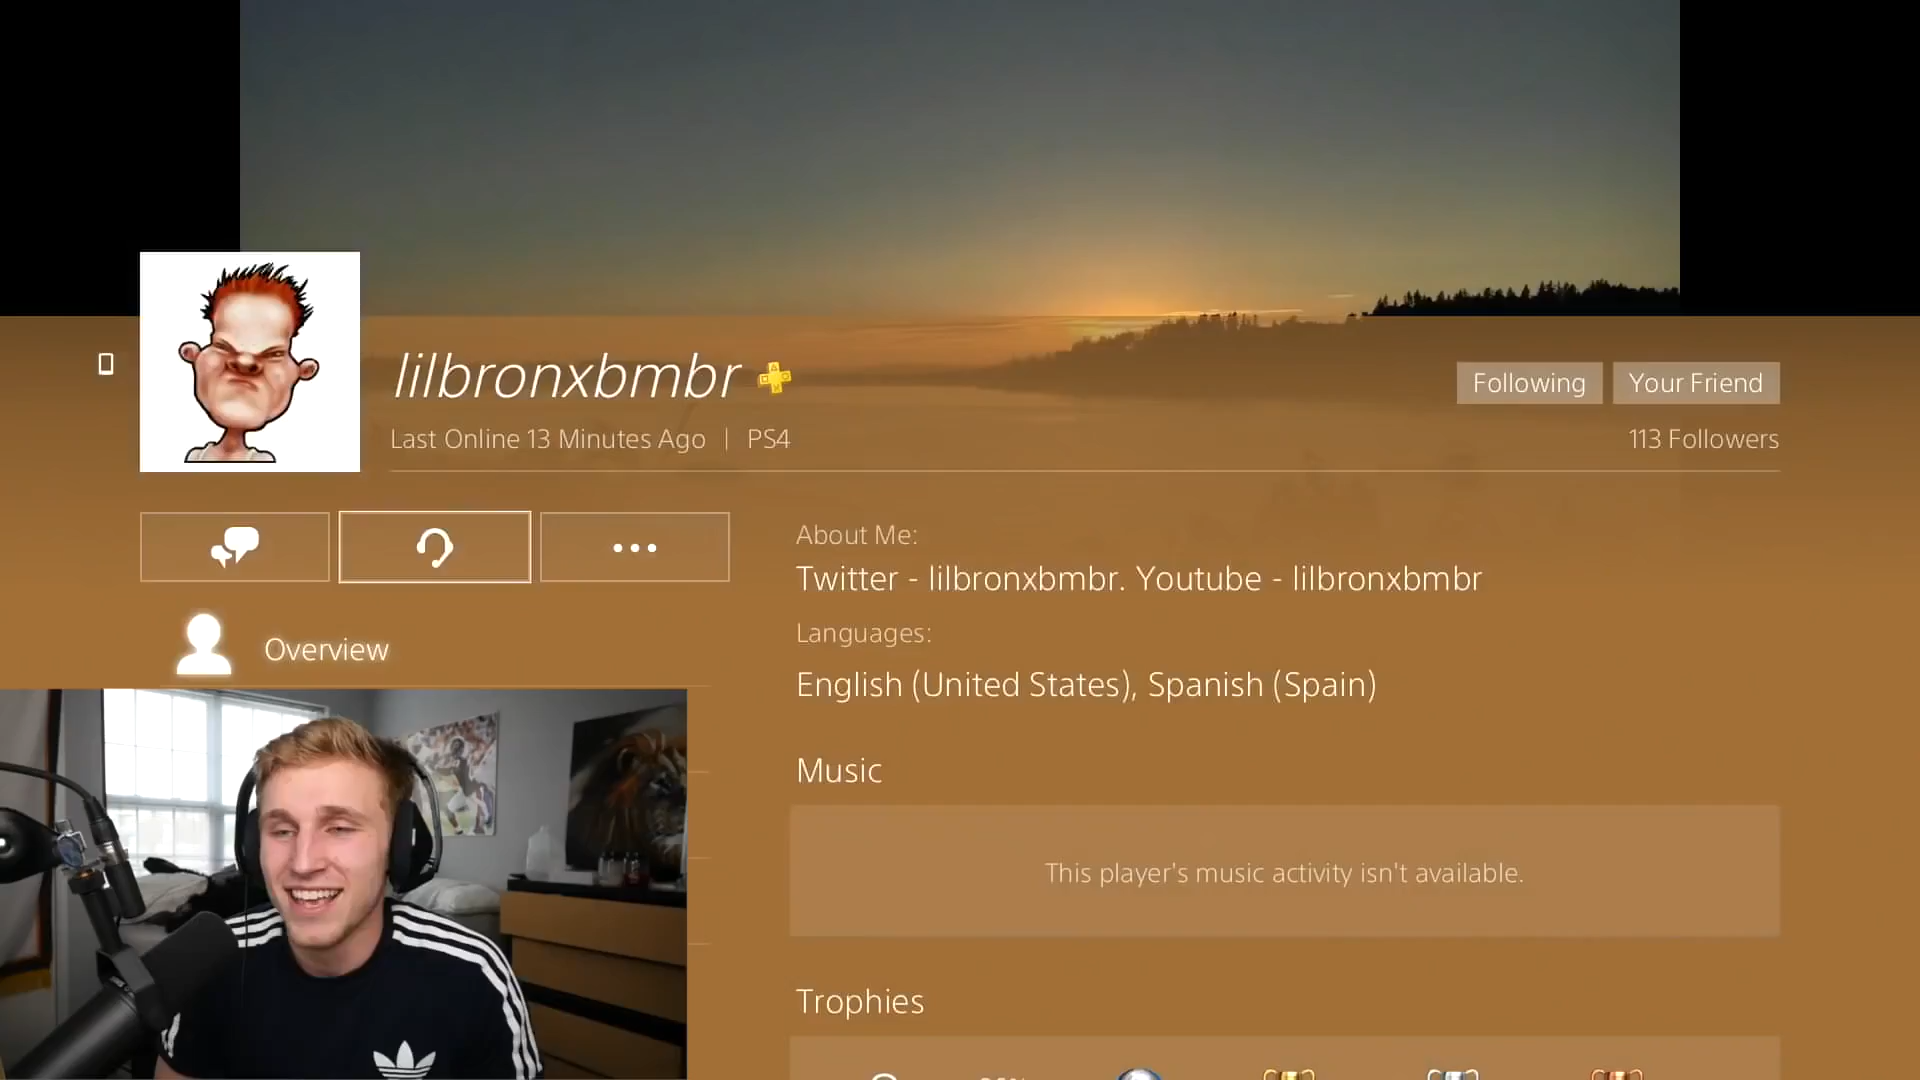 lilbronxbmbr
Following
Your Friend
Last Online 13 Minutes Ago | PS4
113 Followers
About Me:
Twitter - lilbronxbmbr. Youtube - lilbronxbmbr
Languages:
English (United States), Spanish (Spain)
Overview
Music
This player's music activity isn't available.
Trophies